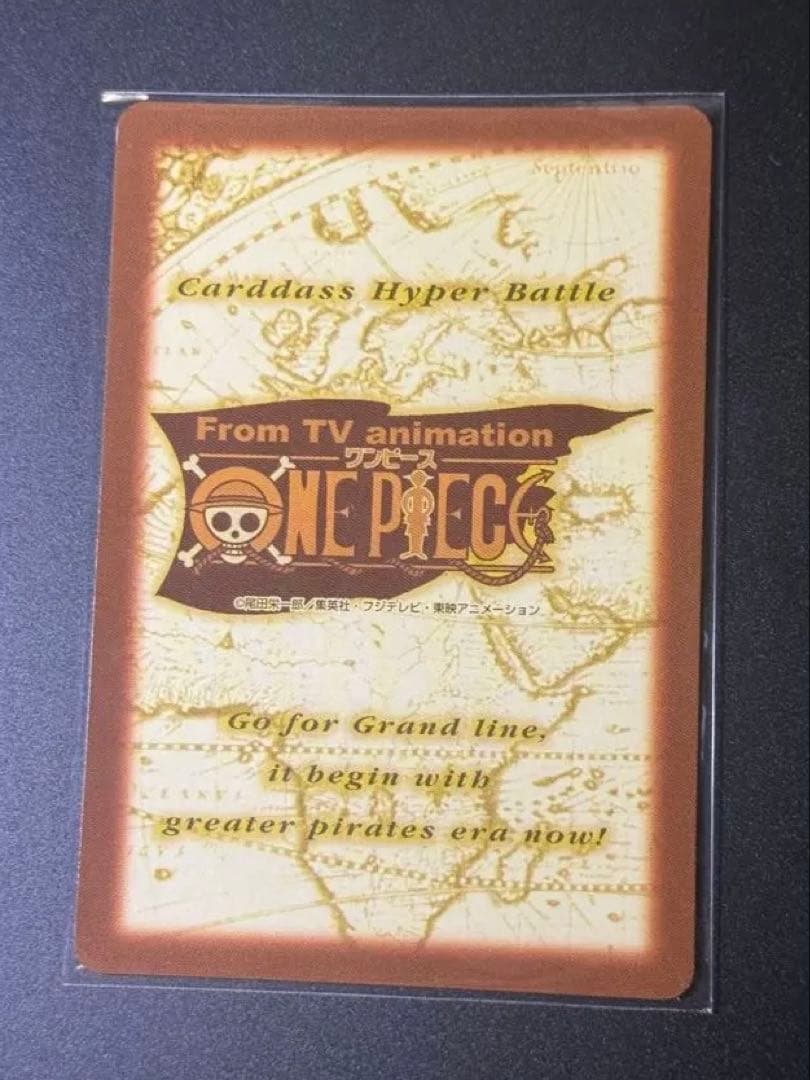 Septentrio
Carddass Hyper Battle
From TV animation
ワンピース
ONE PIECE
©尾田栄一郎／集英社・フジテレビ・東映アニメーション
Go for Grand line,
it begin with
greater pirates era now!